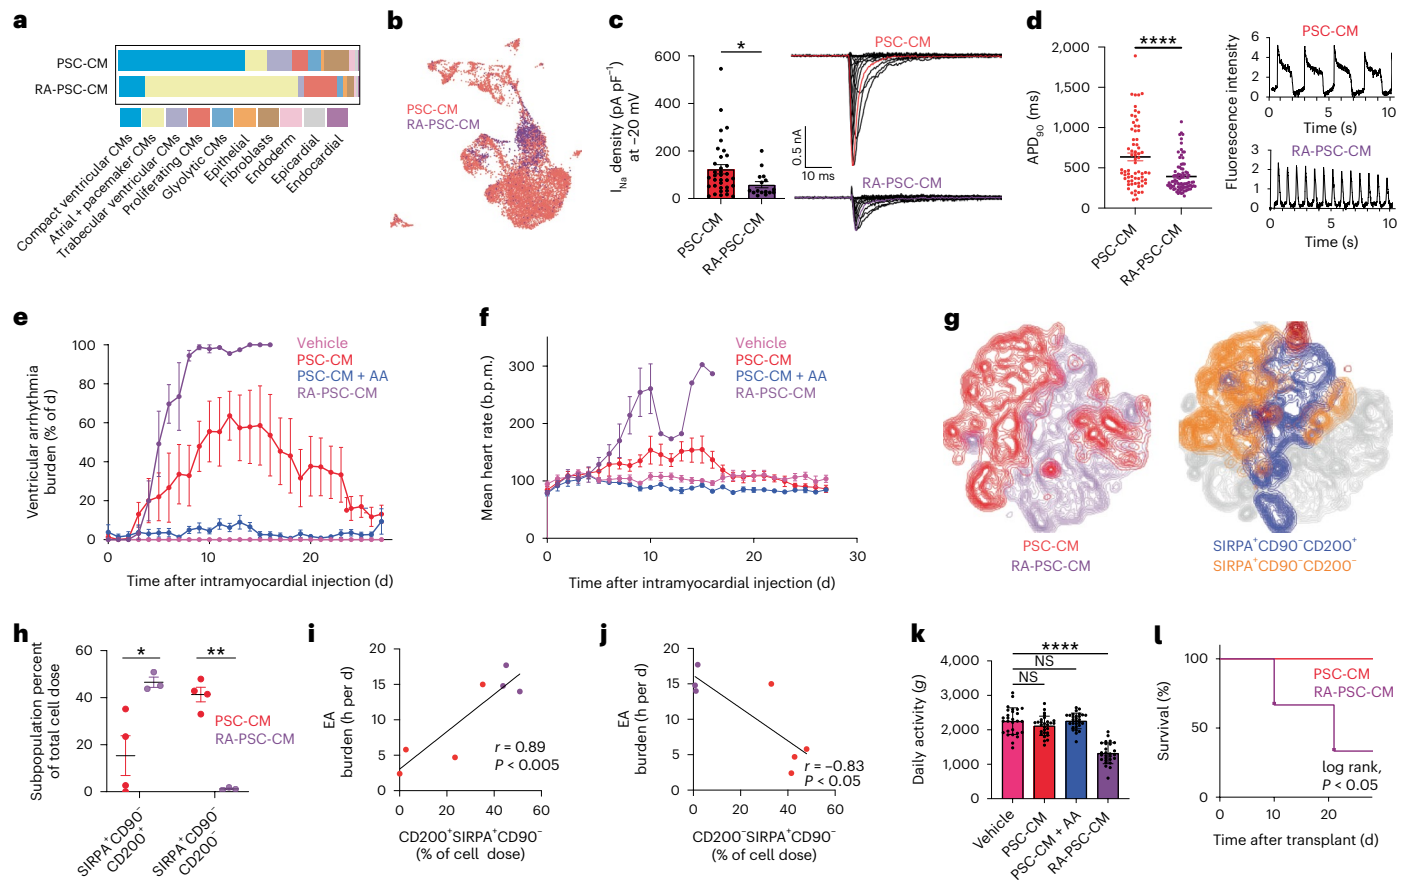 a
PSC-CM
RA-PSC-CM
Compact ventricular CMs
Atrial + pacemaker CMs
Trabecular ventricular CMs
Proliferating CMs
Glyolytic CMs
Epithelial
Fibroblasts
Endoderm
Epicardial
Endocardial
b
PSC-CM
RA-PSC-CM
c
I_Na density (pA pF⁻¹)
at −20 mV
600
400
−200
0
*
PSC-CM
RA-PSC-CM
PSC-CM
0.5 nA
10 ms
RA-PSC-CM
d
APD₉₀ (ms)
2,000
1,500
1,000
500
0
****
PSC-CM
RA-PSC-CM
Fluorescence intensity
PSC-CM
6
4
2
0
0 5 10
Time (s)
RA-PSC-CM
3
2
1
0
0 5 10
Time (s)
e
Ventricular arrhythmia
burden (% of d)
100
80
60
40
20
0
0 10 20
Time after intramyocardial injection (d)
Vehicle
PSC-CM
PSC-CM + AA
RA-PSC-CM
f
Mean heart rate (b.p.m.)
300
200
100
0
0 10 20 30
Time after intramyocardial injection (d)
Vehicle
PSC-CM
PSC-CM + AA
RA-PSC-CM
g
PSC-CM
RA-PSC-CM
SIRPA⁺CD90⁻CD200⁺
SIRPA⁺CD90⁻CD200⁻
h
Subpopulation percent
of total cell dose
60
40
20
0
* **
PSC-CM
RA-PSC-CM
SIRPA⁺CD90⁻
CD200⁺
SIRPA⁺CD90⁻
CD200⁻
i
EA
burden (h per d)
20
15
10
5
0
r = 0.89
P < 0.005
0 20 40 60
CD200⁺SIRPA⁺CD90⁻
(% of cell dose)
j
EA
burden (h per d)
20
15
10
5
0
r = −0.83
P < 0.05
0 20 40 60
CD200⁻SIRPA⁺CD90⁻
(% of cell dose)
k
Daily activity (g)
4,000
3,000
2,000
1,000
0
****
NS
NS
Vehicle
PSC-CM
PSC-CM + AA
RA-PSC-CM
l
Survival (%)
100
50
0
PSC-CM
RA-PSC-CM
log rank,
P < 0.05
0 10 20
Time after transplant (d)